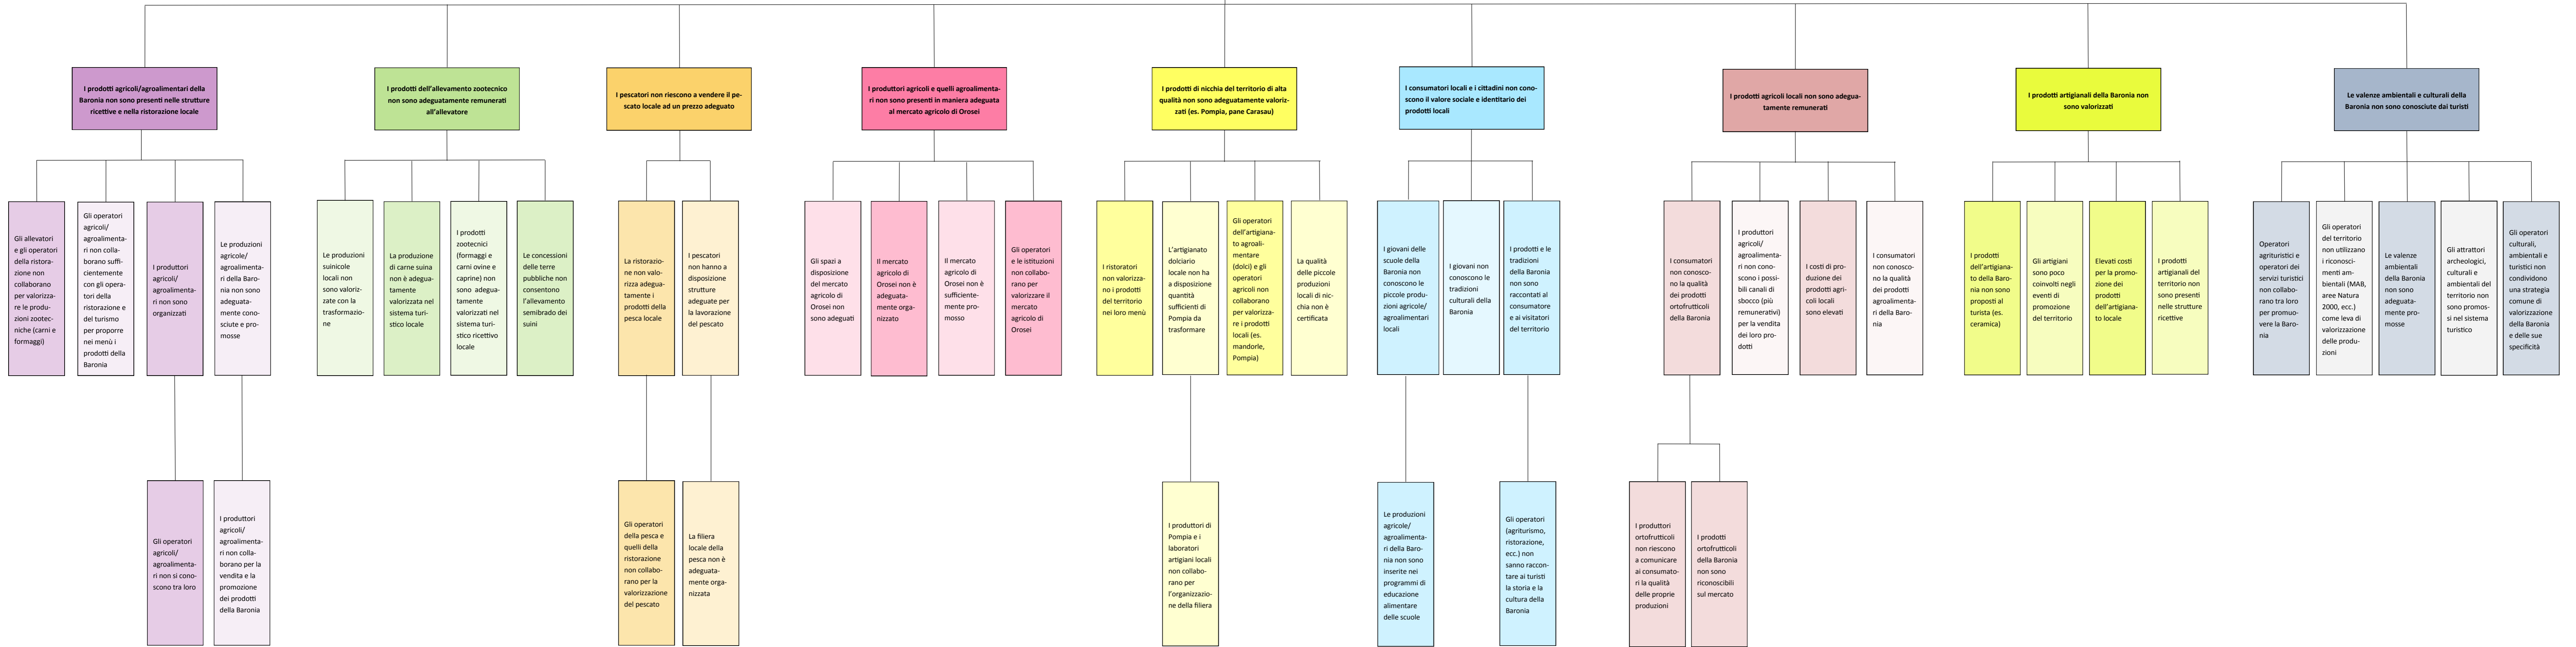 I prodotti agricoli/agroalimentari della
Baronia non sono presenti nelle strutture
ricettive e nella ristorazione locale
I prodotti dell'allevamento zootecnico
non sono adeguatamente remunerati
all'allevatore
I pescatori non riescono a vendere il pe-
scato locale ad un prezzo adeguato
I produttori agricoli e quelli agroalimenta-
ri non sono presenti in maniera adeguata
al mercato agricolo di Orosei
I prodotti di nicchia del territorio di alta
qualità non sono adeguatamente valoriz-
zati (es. Pompia, pane Carasau)
I consumatori locali e i cittadini non cono-
scono il valore sociale e identitario dei
prodotti locali
I prodotti agricoli locali non sono adegua-
tamente remunerati
I prodotti artigianali della Baronia non
sono valorizzati
Le valenze ambientali e culturali della
Baronia non sono conosciute dai turisti
Gli allevatori
e gli operatori
della ristora-
zione non
collaborano
per valorizza-
re le produ-
zioni zootec-
niche (carni e
formaggi)
Gli operatori
agricoli/
agroalimenta-
ri non colla-
borano suffi-
cientemente
con gli opera-
tori della
ristorazione e
del turismo
per proporre
nei menù i
prodotti della
Baronia
I produttori
agricoli/
agroalimenta-
ri non sono
organizzati
Le produzioni
agricole/
agroalimenta-
ri della Baro-
nia non sono
adeguata-
mente cono-
sciute e pro-
mosse
Le produzioni
suinicole
locali non
sono valoriz-
zate con la
trasformazio-
ne
La produzione
di carne suina
non è adegua-
tamente
valorizzata nel
sistema turi-
stico locale
I prodotti
zootecnici
(formaggi e
carni ovine e
caprine) non
sono adegua-
tamente
valorizzati nel
sistema turi-
stico ricettivo
locale
Le concessioni
delle terre
pubbliche non
consentono
l'allevamento
semibrado dei
suini
La ristorazio-
ne non valo-
rizza adegua-
tamente i
prodotti della
pesca locale
I pescatori
non hanno a
disposizione
strutture
adeguate per
la lavorazione
del pescato
Gli spazi a
disposizione
del mercato
agricolo di
Orosei non
sono adeguati
Il mercato
agricolo di
Orosei non è
adeguata-
mente orga-
nizzato
Il mercato
agricolo di
Orosei non è
sufficiente-
mente pro-
mosso
Gli operatori
e le istituzioni
non collabo-
rano per
valorizzare il
mercato
agricolo di
Orosei
I ristoratori
non valorizza-
no i prodotti
del territorio
nei loro menù
L'artigianato
dolciario
locale non ha
a disposizione
quantità
sufficienti di
Pompia da
trasformare
Gli operatori
dell'artigiana-
to agroali-
mentare
(dolci) e gli
operatori
agricoli non
collaborano
per valorizza-
re i prodotti
locali (es.
mandorle,
Pompia)
La qualità
delle piccole
produzioni
locali di nic-
chia non è
certificata
I giovani delle
scuole della
Baronia non
conoscono le
piccole produ-
zioni agricole/
agroalimentari
locali
I giovani non
conoscono le
tradizioni
culturali della
Baronia
I prodotti e le
tradizioni
della Baronia
non sono
raccontati al
consumatore
e ai visitatori
del territorio
I consumatori
non conosco-
no la qualità
dei prodotti
ortofrutticoli
della Baronia
I produttori
agricoli/
agroalimenta-
ri non cono-
scono i possi-
bili canali di
sbocco (più
remunerativi)
per la vendita
dei loro pro-
dotti
I costi di pro-
duzione dei
prodotti agri-
coli locali
sono elevati
I consumatori
non conosco-
no la qualità
dei prodotti
agroalimenta-
ri della Baro-
nia
I prodotti
dell'artigiana-
to della Baro-
nia non sono
proposti al
turista (es.
ceramica)
Gli artigiani
sono poco
coinvolti negli
eventi di
promozione
del territorio
Elevati costi
per la promo-
zione dei
prodotti
dell'artigiana-
to locale
I prodotti
artigianali del
territorio non
sono presenti
nelle strutture
ricettive
Operatori
agrituristici e
operatori dei
servizi turistici
non collabo-
rano tra loro
per promuo-
vere la Baro-
nia
Gli operatori
del territorio
non utilizzano
i riconosci-
menti am-
bientali (MAB,
aree Natura
2000, ecc.)
come leva di
valorizzazione
delle produ-
zioni
Le valenze
ambientali
della Baronia
non sono
adeguata-
mente pro-
mosse
Gli attrattori
archeologici,
culturali e
ambientali del
territorio non
sono promos-
si nel sistema
turistico
Gli operatori
culturali,
ambientali e
turistici non
condividono
una strategia
comune di
valorizzazione
della Baronia
e delle sue
specificità
Gli operatori
agricoli/
agroalimenta-
ri non si cono-
scono tra loro
I produttori
agricoli/
agroalimenta-
ri non colla-
borano per la
vendita e la
promozione
dei prodotti
della Baronia
Gli operatori
della pesca e
quelli della
ristorazione
non collabo-
rano per la
valorizzazione
del pescato
La filiera
locale della
pesca non è
adeguata-
mente orga-
nizzata
I produttori di
Pompia e i
laboratori
artigiani locali
non collabo-
rano per
l'organizzazio-
ne della filiera
Le produzioni
agricole/
agroalimenta-
ri della Baro-
nia non sono
inserite nei
programmi di
educazione
alimentare
delle scuole
Gli operatori
(agriturismo,
ristorazione,
ecc.) non
sanno raccon-
tare ai turisti
la storia e la
cultura della
Baronia
I produttori
ortofrutticoli
non riescono
a comunicare
ai consumato-
ri la qualità
delle proprie
produzioni
I prodotti
ortofrutticoli
della Baronia
non sono
riconoscibili
sul mercato